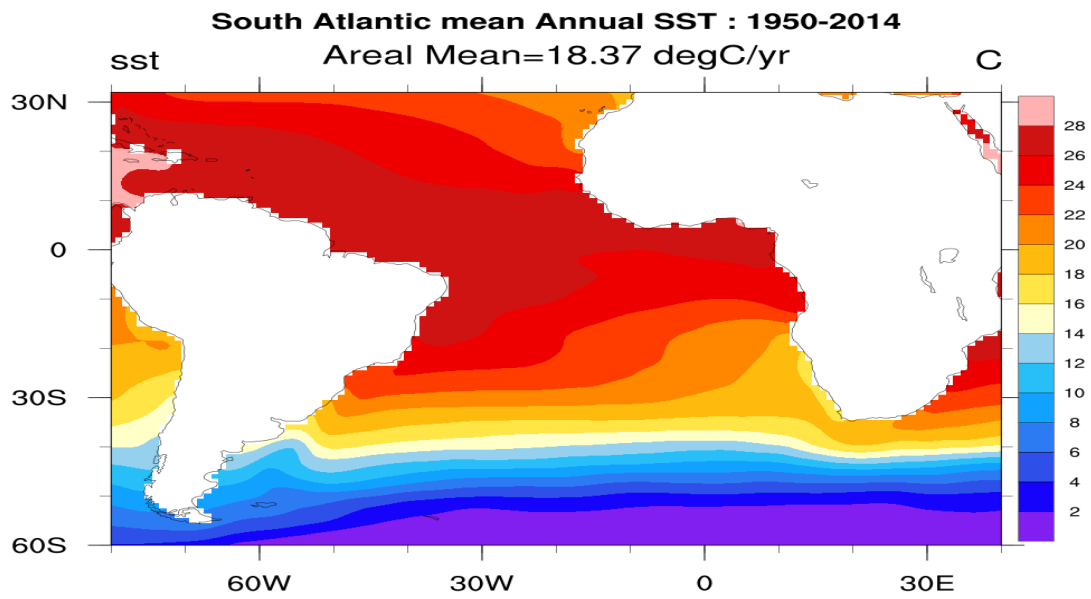 South Atlantic mean Annual SST : 1950-2014
Areal Mean=18.37 degC/yr
sst
C
30N
0
30S
60S
60W
30W
0
30E
28
26
24
22
20
18
16
14
12
10
8
6
4
2